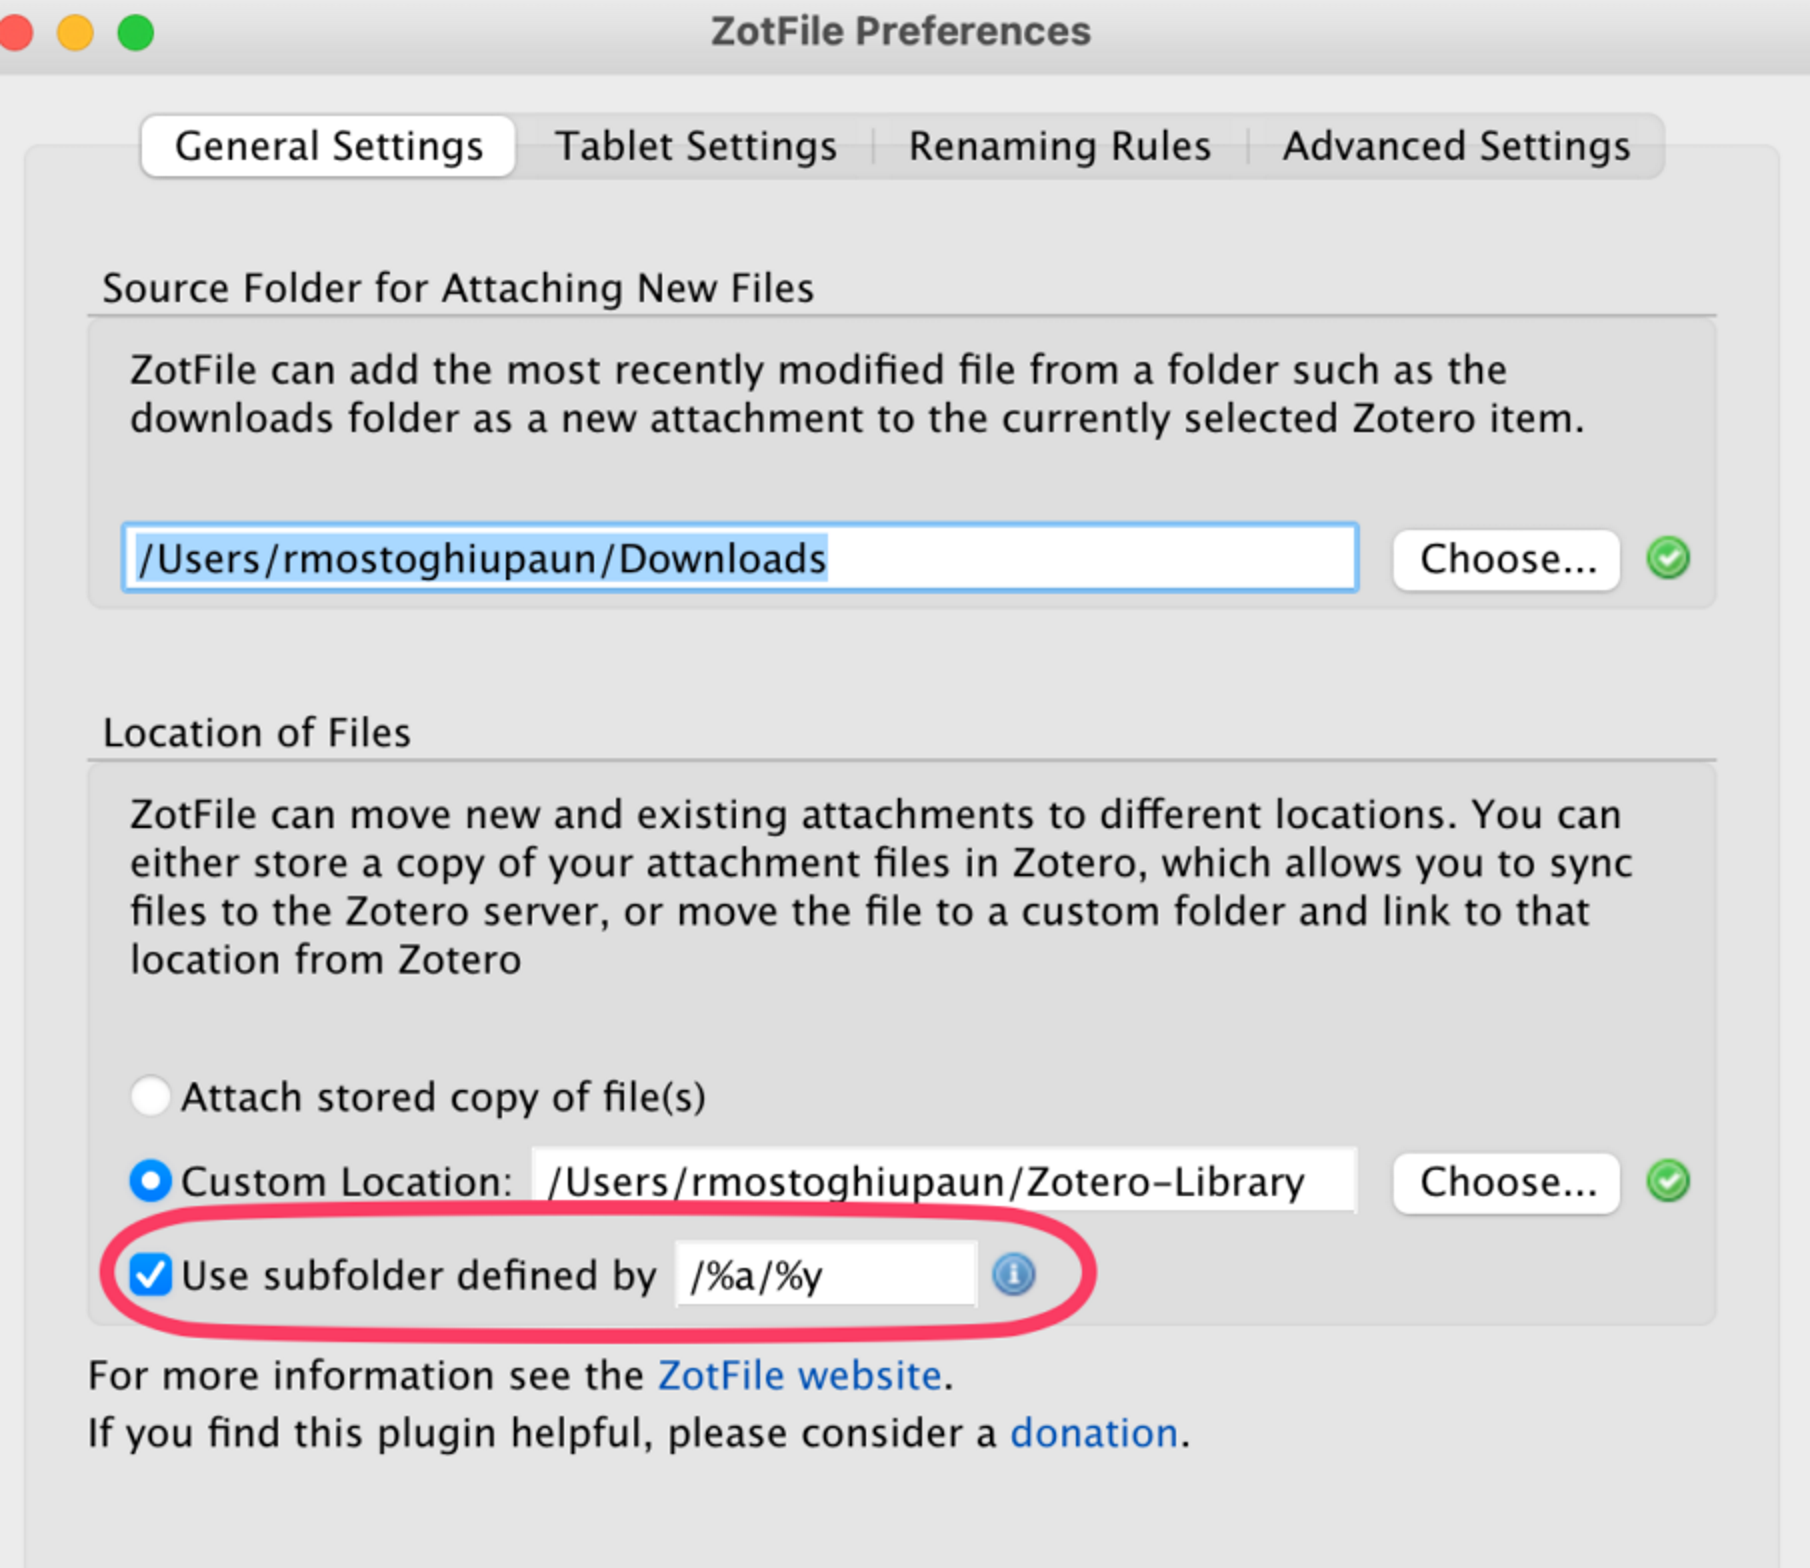 ZotFile Preferences
General Settings
Tablet Settings
Renaming Rules
Advanced Settings
Source Folder for Attaching New Files
ZotFile can add the most recently modified file from a folder such as the
downloads folder as a new attachment to the currently selected Zotero item.
/Users/rmostoghiupaun/Downloads
Choose...
Location of Files
ZotFile can move new and existing attachments to different locations. You can
either store a copy of your attachment files in Zotero, which allows you to sync
files to the Zotero server, or move the file to a custom folder and link to that
location from Zotero
Attach stored copy of file(s)
Custom Location: /Users/rmostoghiupaun/Zotero-Library
Choose...
Use subfolder defined by /%a/%y
For more information see the ZotFile website.
If you find this plugin helpful, please consider a donation.